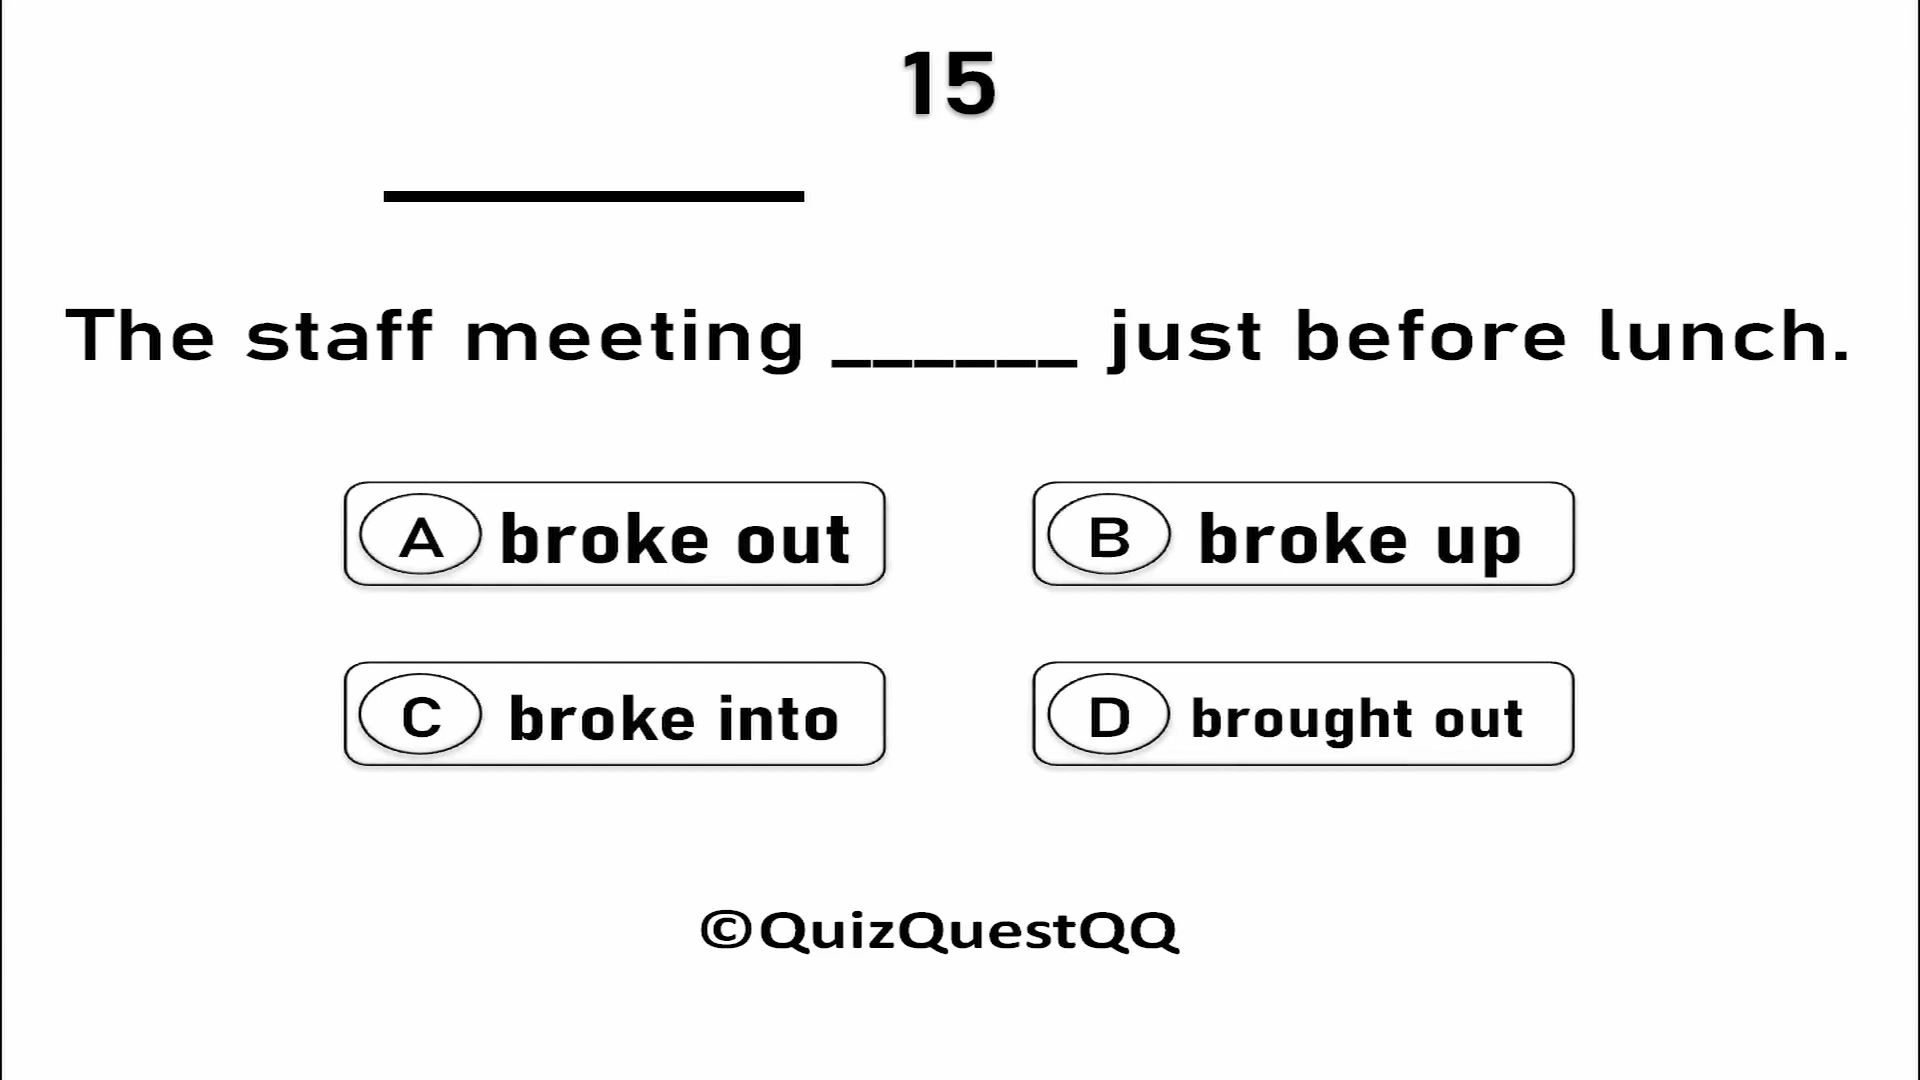 15
The staff meeting ______ just before lunch.
A broke out
B broke up
C broke into
D brought out
©QuizQuestQQ